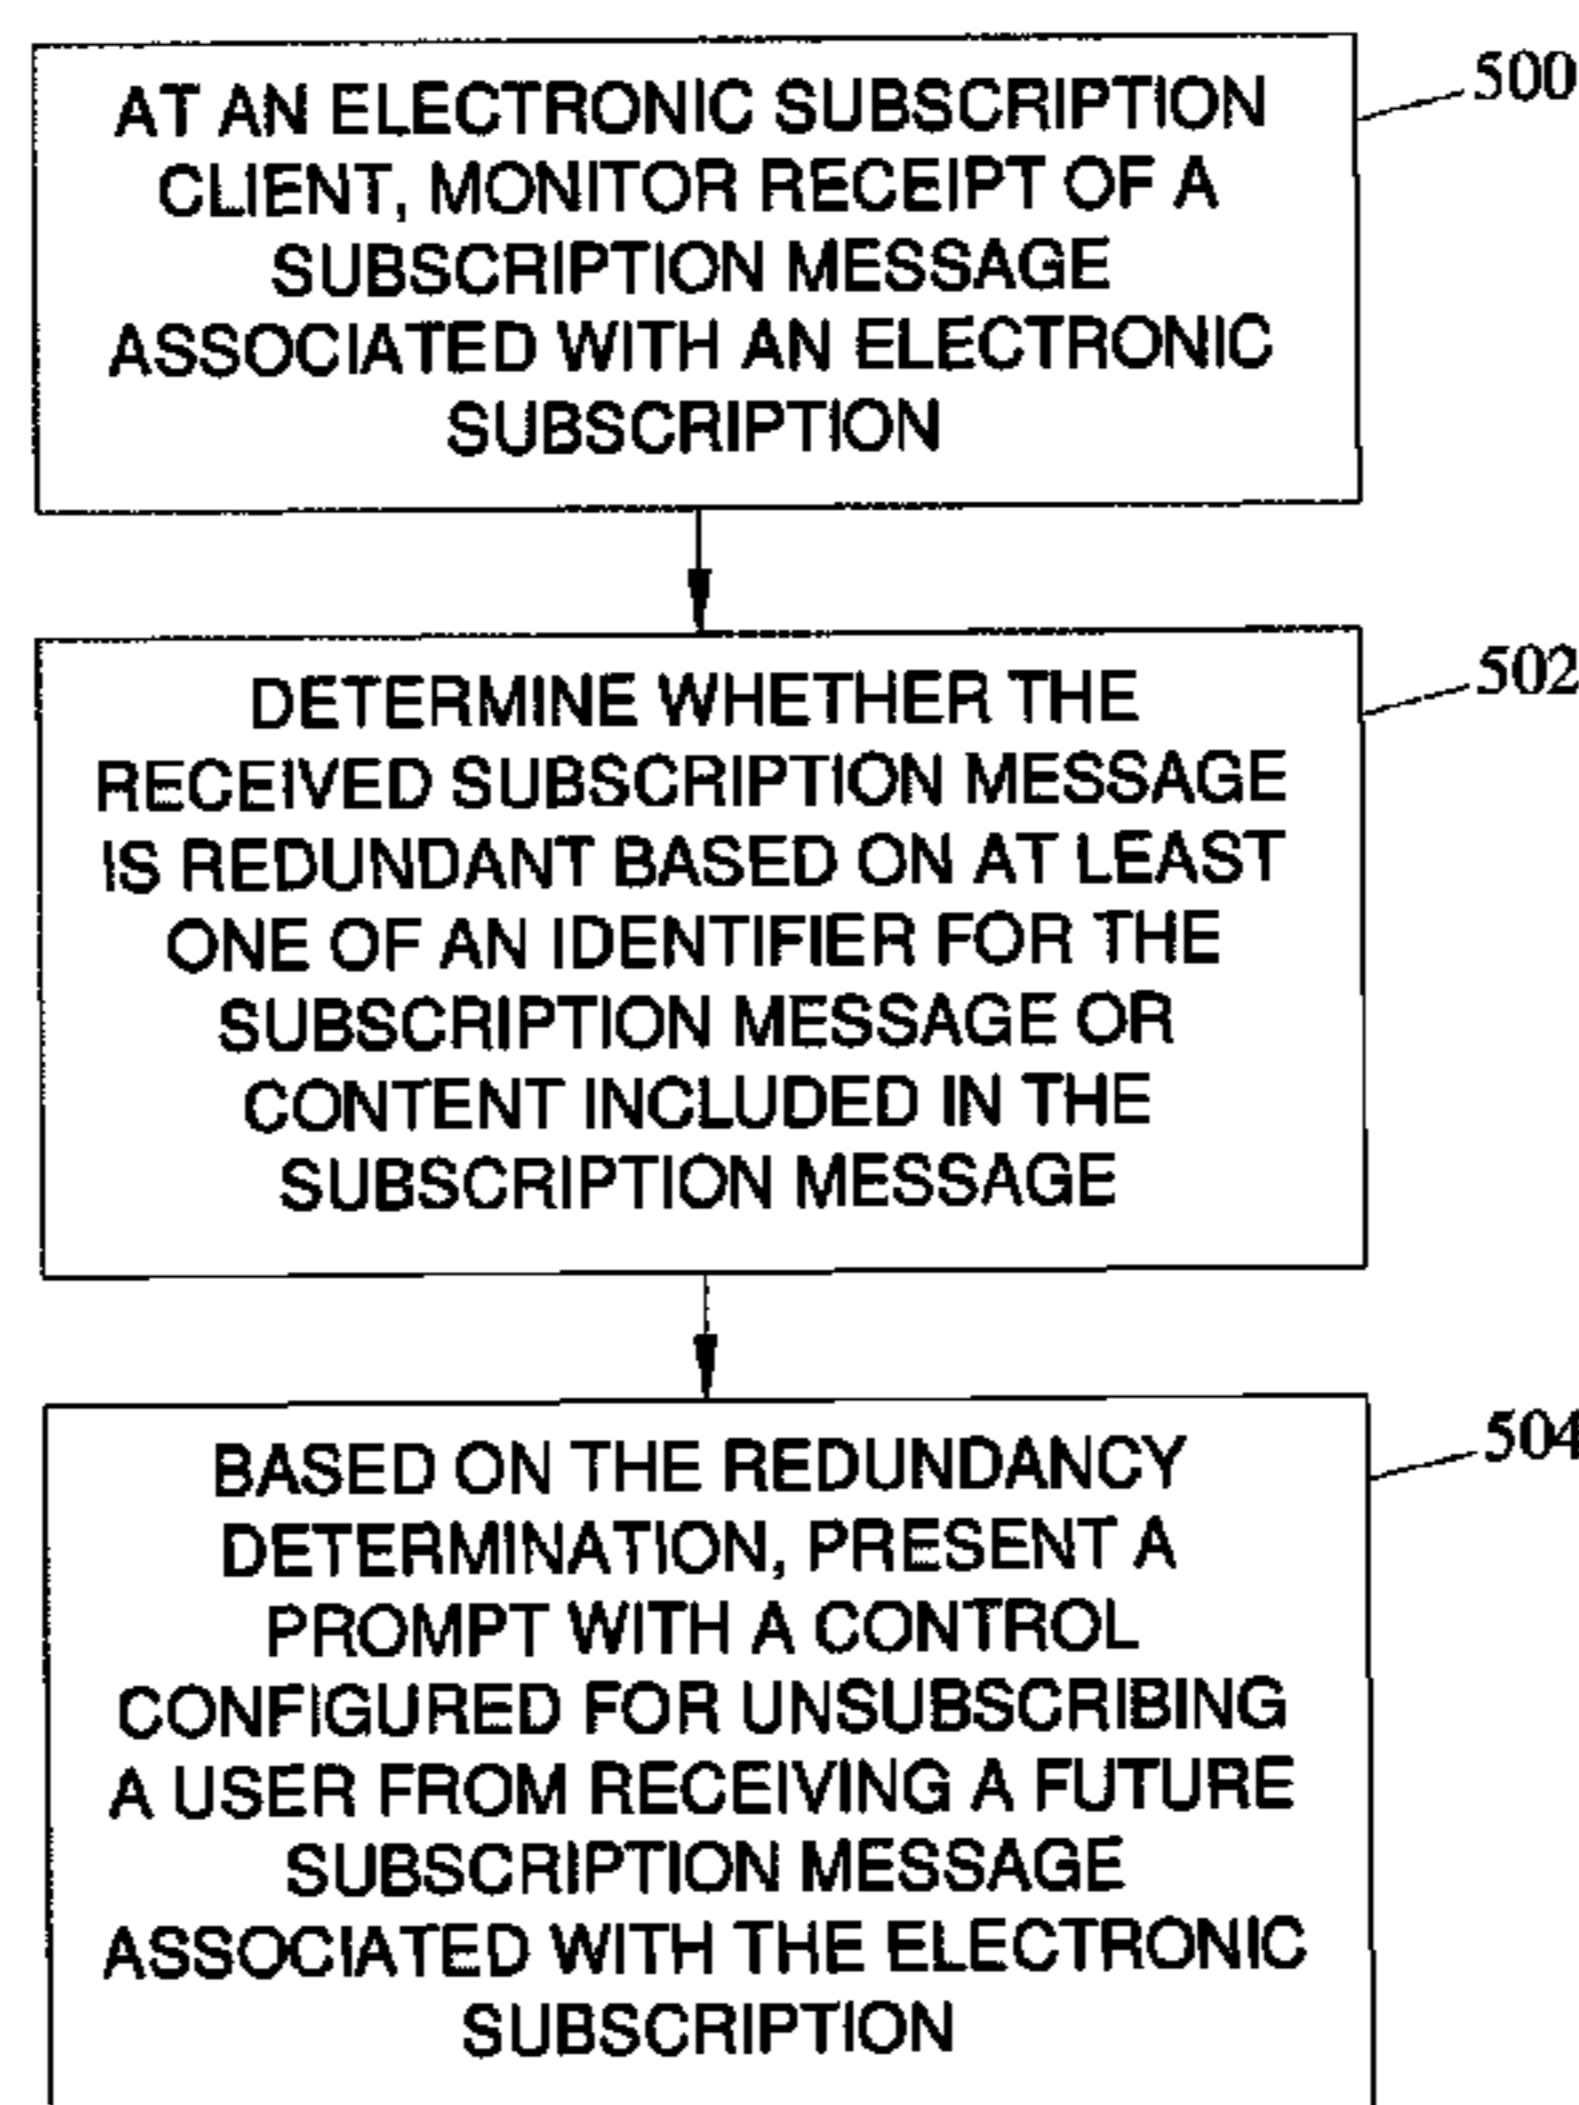 AT AN ELECTRONIC SUBSCRIPTION
CLIENT, MONITOR RECEIPT OF A
SUBSCRIPTION MESSAGE
ASSOCIATED WITH AN ELECTRONIC
SUBSCRIPTION
500
DETERMINE WHETHER THE
RECEIVED SUBSCRIPTION MESSAGE
IS REDUNDANT BASED ON AT LEAST
ONE OF AN IDENTIFIER FOR THE
SUBSCRIPTION MESSAGE OR
CONTENT INCLUDED IN THE
SUBSCRIPTION MESSAGE
502
BASED ON THE REDUNDANCY
DETERMINATION, PRESENT A
PROMPT WITH A CONTROL
CONFIGURED FOR UNSUBSCRIBING
A USER FROM RECEIVING A FUTURE
SUBSCRIPTION MESSAGE
ASSOCIATED WITH THE ELECTRONIC
SUBSCRIPTION
504